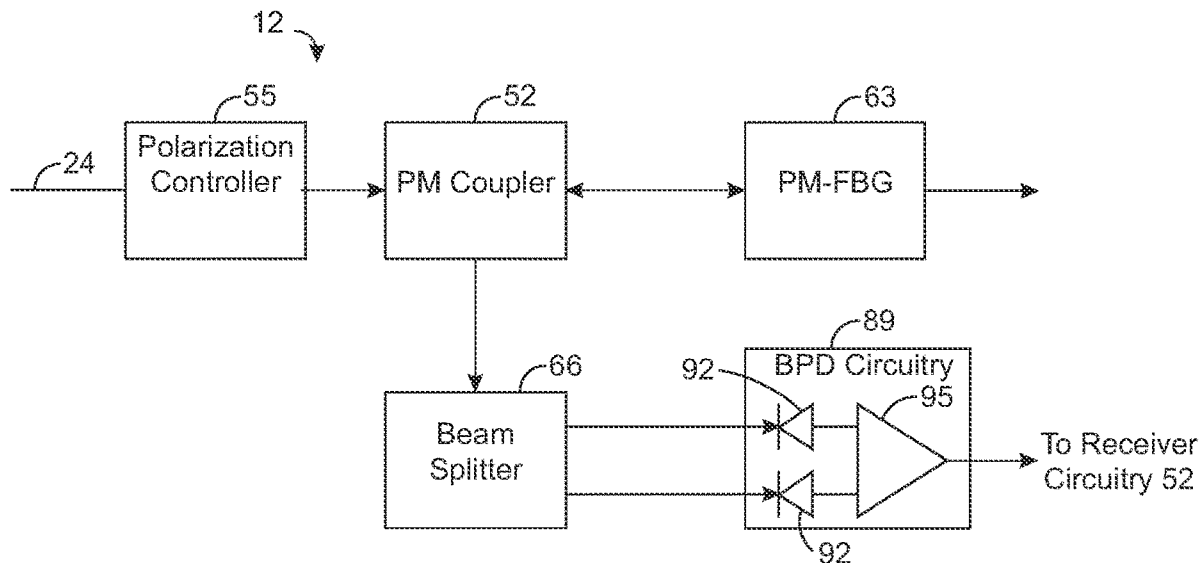 12
55
52
63
24
Polarization
Controller
PM Coupler
PM-FBG
66
89
Beam
Splitter
BPD Circuitry
92
95
92
To Receiver
Circuitry 52